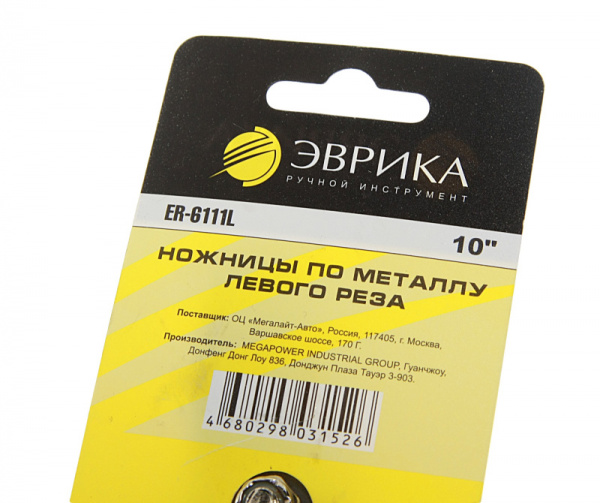 ЭВРИКА
РУЧНОЙ ИНСТРУМЕНТ
ER-6111L
10"
НОЖНИЦЫ ПО МЕТАЛЛУ
ЛЕВОГО РЕЗА
Поставщик: ОЦ «Мегалайт-Авто», Россия, 117405, г. Москва,
Варшавское шоссе, 170 Г.
Производитель: MEGAPOWER INDUSTRIAL GROUP, Гуанчжоу,
Донфенг Донг Лоу 836, Донджун Плаза Тауэр 3-903.
4 680298 031526